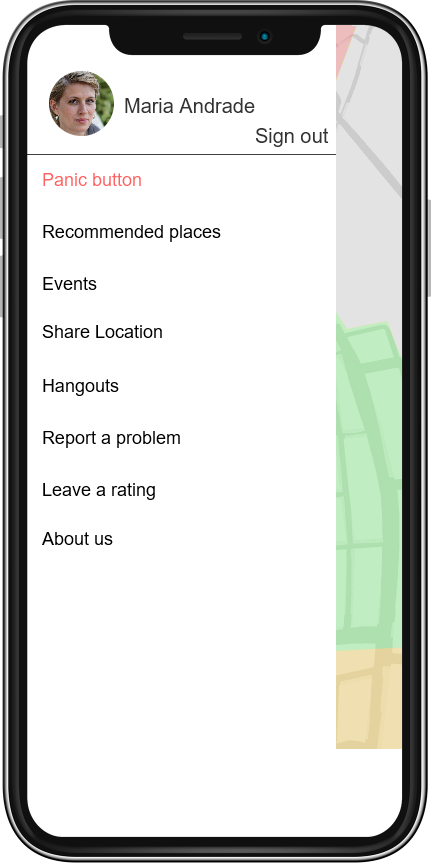 Maria Andrade
Sign out
Panic button
Recommended places
Events
Share Location
Hangouts
Report a problem
Leave a rating
About us